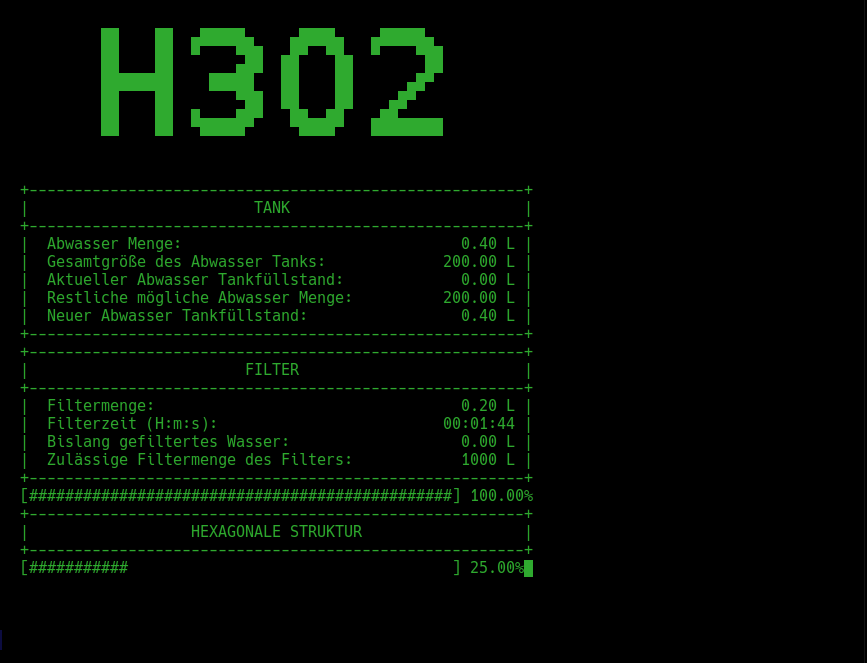 H302
+-------------------------------------------------------+
| TANK |
+-------------------------------------------------------+
| Abwasser Menge: 0.40 L |
| Gesamtgröße des Abwasser Tanks: 200.00 L |
| Aktueller Abwasser Tankfüllstand: 0.00 L |
| Restliche mögliche Abwasser Menge: 200.00 L |
| Neuer Abwasser Tankfüllstand: 0.40 L |
+-------------------------------------------------------+
+-------------------------------------------------------+
| FILTER |
+-------------------------------------------------------+
| Filtermenge: 0.20 L |
| Filterzeit (H:m:s): 00:01:44 |
| Bislang gefiltertes Wasser: 0.00 L |
| Zulässige Filtermenge des Filters: 1000 L |
+-------------------------------------------------------+
[###############################################] 100.00%
+-------------------------------------------------------+
| HEXAGONALE STRUKTUR |
+-------------------------------------------------------+
[########### ] 25.00%